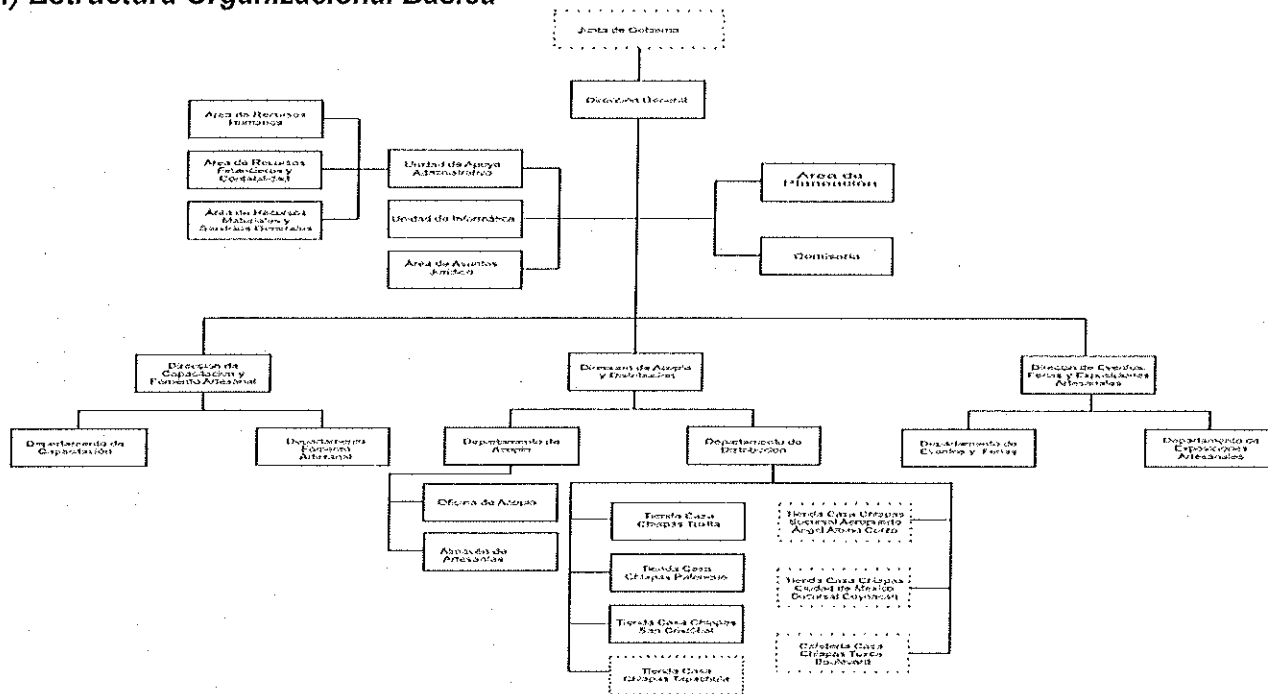 Estructura Organizacional Básica
Junta de Gobierno
Dirección General
Área de Recursos
Humanos
Área de Recursos
Financieros y
Contabilidad
Área de Recursos
Materiales y
Servicios Generales
Unidad de Apoyo
Administrativo
Unidad de Informática
Área de Asuntos
Jurídico
Área de
Planeación
Comisaría
Dirección de
Capacitación y
Fomento Artesanal
Dirección de Acopio
y Distribución
Dirección de Eventos,
Ferias y Exposiciones
Artesanales
Departamento de
Capacitación
Departamento
Fomento
Artesanal
Departamento de
Acopio
Departamento de
Distribución
Departamento de
Eventos y Ferias
Departamento de
Exposiciones
Artesanales
Oficina de Acopio
Almacén de
Artesanías
Tienda Casa
Chiapas Tuxtla
Tienda Casa
Chiapas Palenque
Tienda Casa Chiapas
San Cristóbal
Tienda Casa
Chiapas Tapachula
Tienda Casa Chiapas
Sucursal Aeropuerto
Ángel Albino Corzo
Tienda Casa Chiapas
Ciudad de México
Sucursal Coyoacán
Cafetería Casa
Chiapas Tuxtla
Boulevard